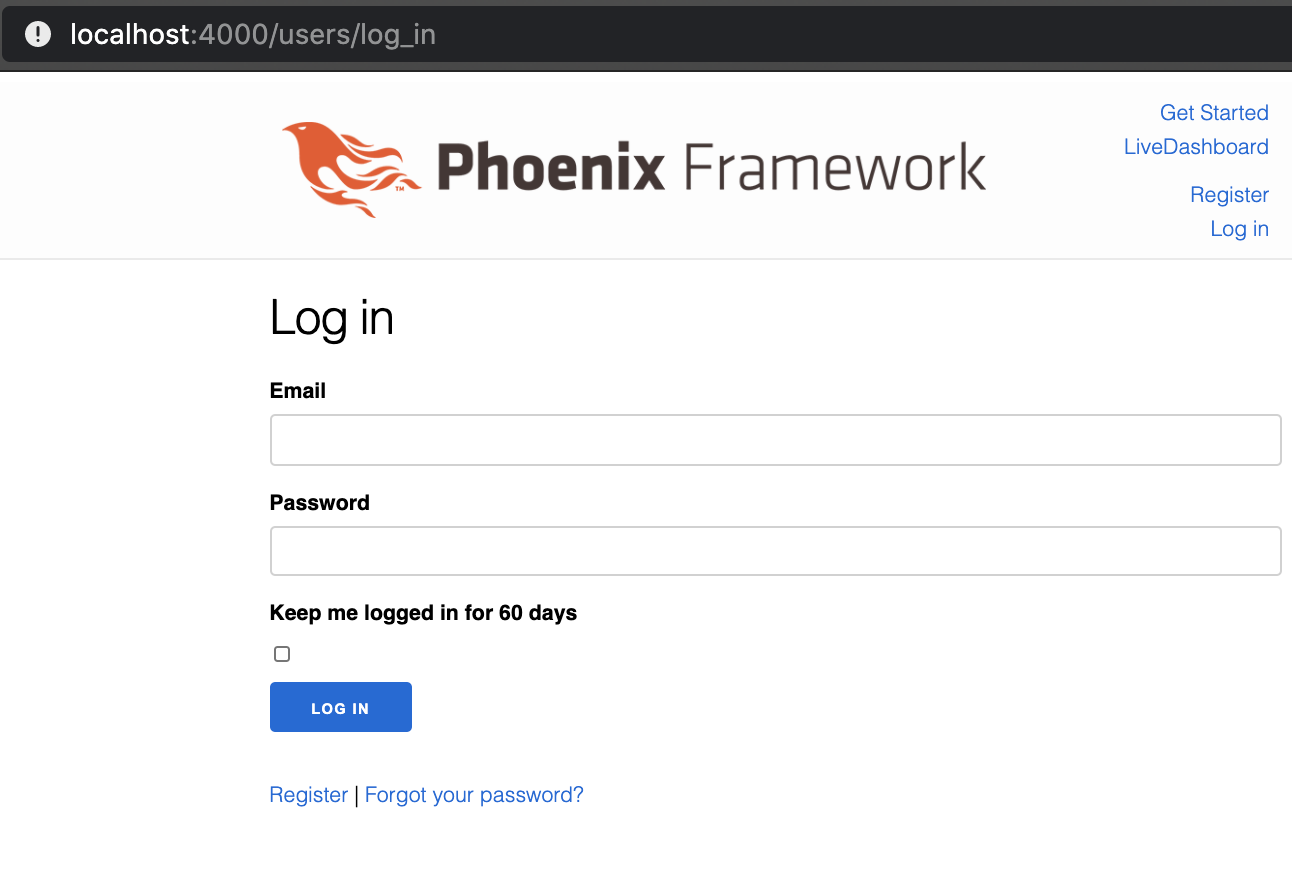 localhost:4000/users/log_in
Get Started
LiveDashboard
Phoenix Framework
TM
Register
Log in
Log in
Email
Password
Keep me logged in for 60 days
LOG IN
Register | Forgot your password?